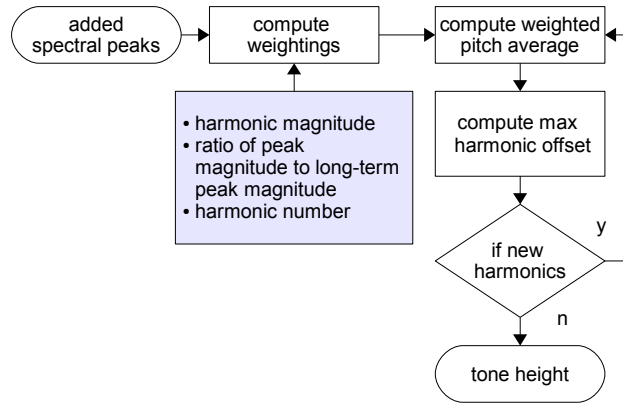 added
spectral peaks
compute
weightings
compute weighted
pitch average
• harmonic magnitude
• ratio of peak
magnitude to long-term
peak magnitude
• harmonic number
compute max
harmonic offset
if new
harmonics
y
n
tone height